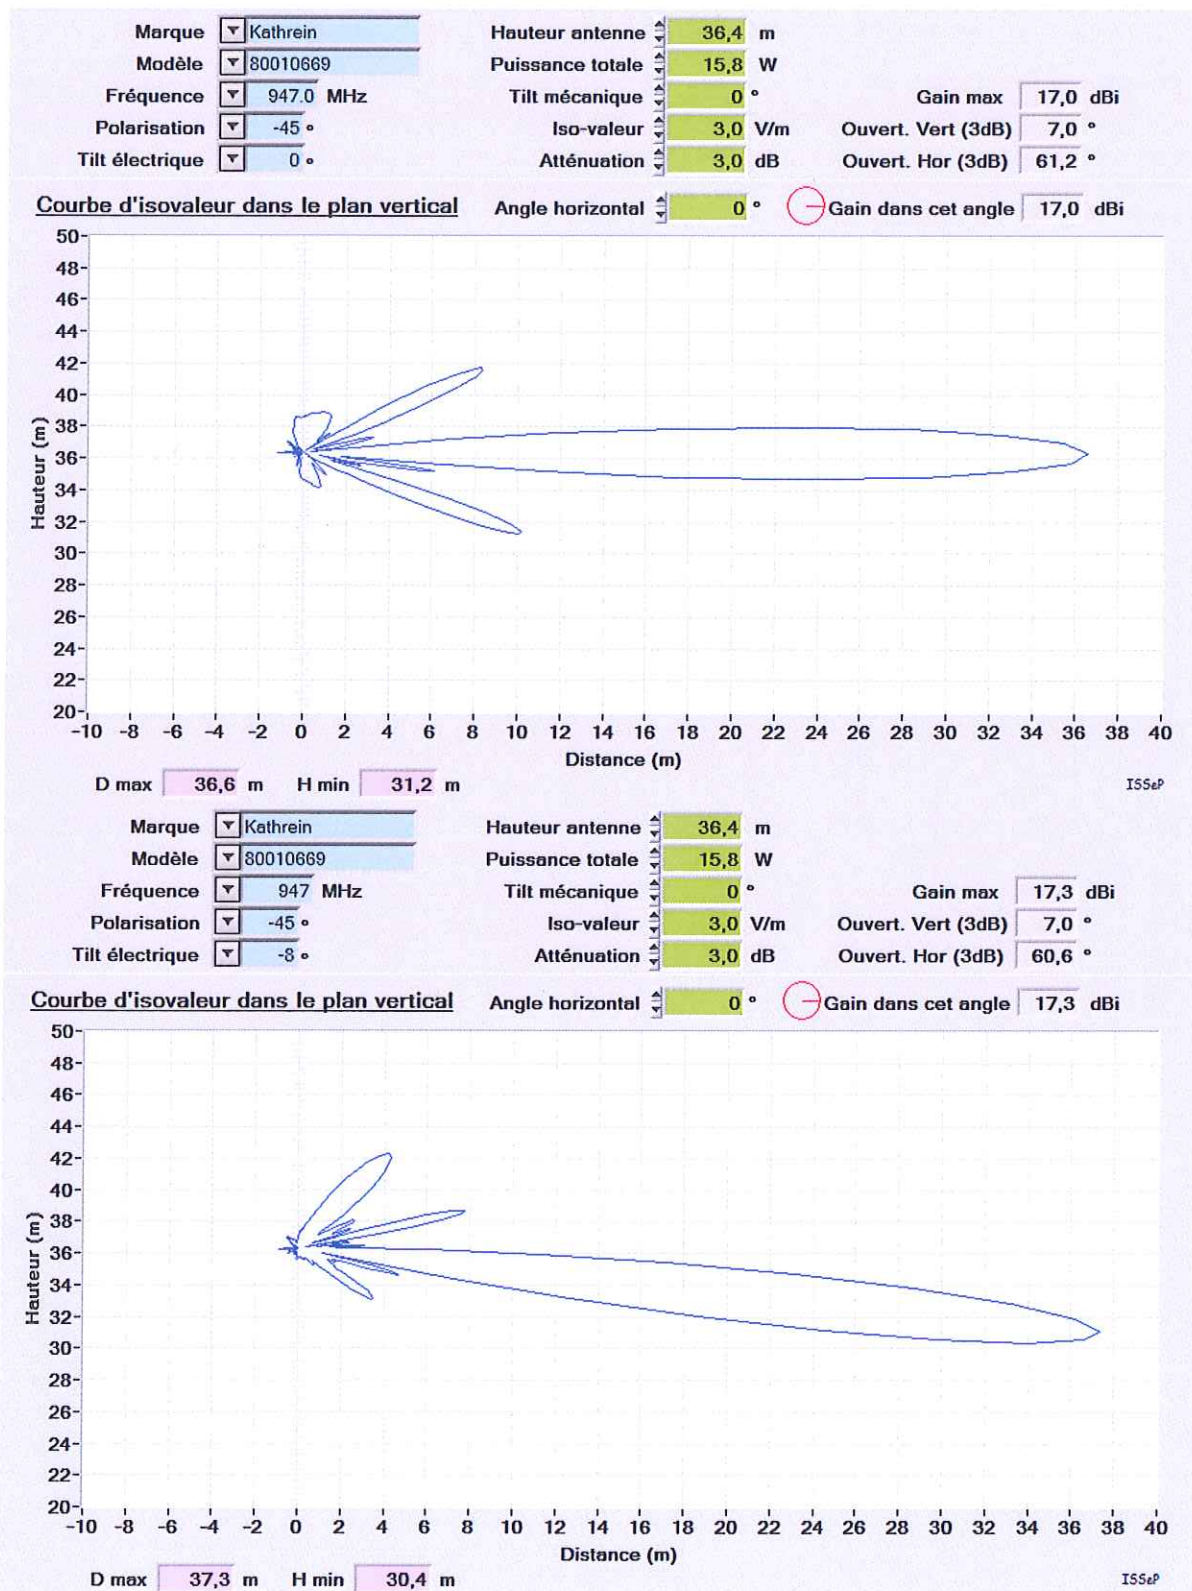 Marque Kathrein Hauteur antenne 36,4 m
Modèle 80010669 Puissance totale 15,8 W
Fréquence 947.0 MHz Tilt mécanique 0 ° Gain max 17,0 dBi
Polarisation -45 ° Iso-valeur 3,0 V/m Ouvert. Vert (3dB) 7,0 °
Tilt électrique 0 ° Atténuation 3,0 dB Ouvert. Hor (3dB) 61,2 °
Courbe d'isovaleur dans le plan vertical Angle horizontal 0 ° Gain dans cet angle 17,0 dBi
50
48
46
44
42
40
38
36
34
32
30
28
26
24
22
20
Hauteur (m)
-10 -8 -6 -4 -2 0 2 4 6 8 10 12 14 16 18 20 22 24 26 28 30 32 34 36 38 40
Distance (m)
D max 36,6 m H min 31,2 m ISSeP
Marque Kathrein Hauteur antenne 36,4 m
Modèle 80010669 Puissance totale 15,8 W
Fréquence 947 MHz Tilt mécanique 0 ° Gain max 17,3 dBi
Polarisation -45 ° Iso-valeur 3,0 V/m Ouvert. Vert (3dB) 7,0 °
Tilt électrique -8 ° Atténuation 3,0 dB Ouvert. Hor (3dB) 60,6 °
Courbe d'isovaleur dans le plan vertical Angle horizontal 0 ° Gain dans cet angle 17,3 dBi
50
48
46
44
42
40
38
36
34
32
30
28
26
24
22
20
Hauteur (m)
-10 -8 -6 -4 -2 0 2 4 6 8 10 12 14 16 18 20 22 24 26 28 30 32 34 36 38 40
Distance (m)
D max 37,3 m H min 30,4 m ISSeP